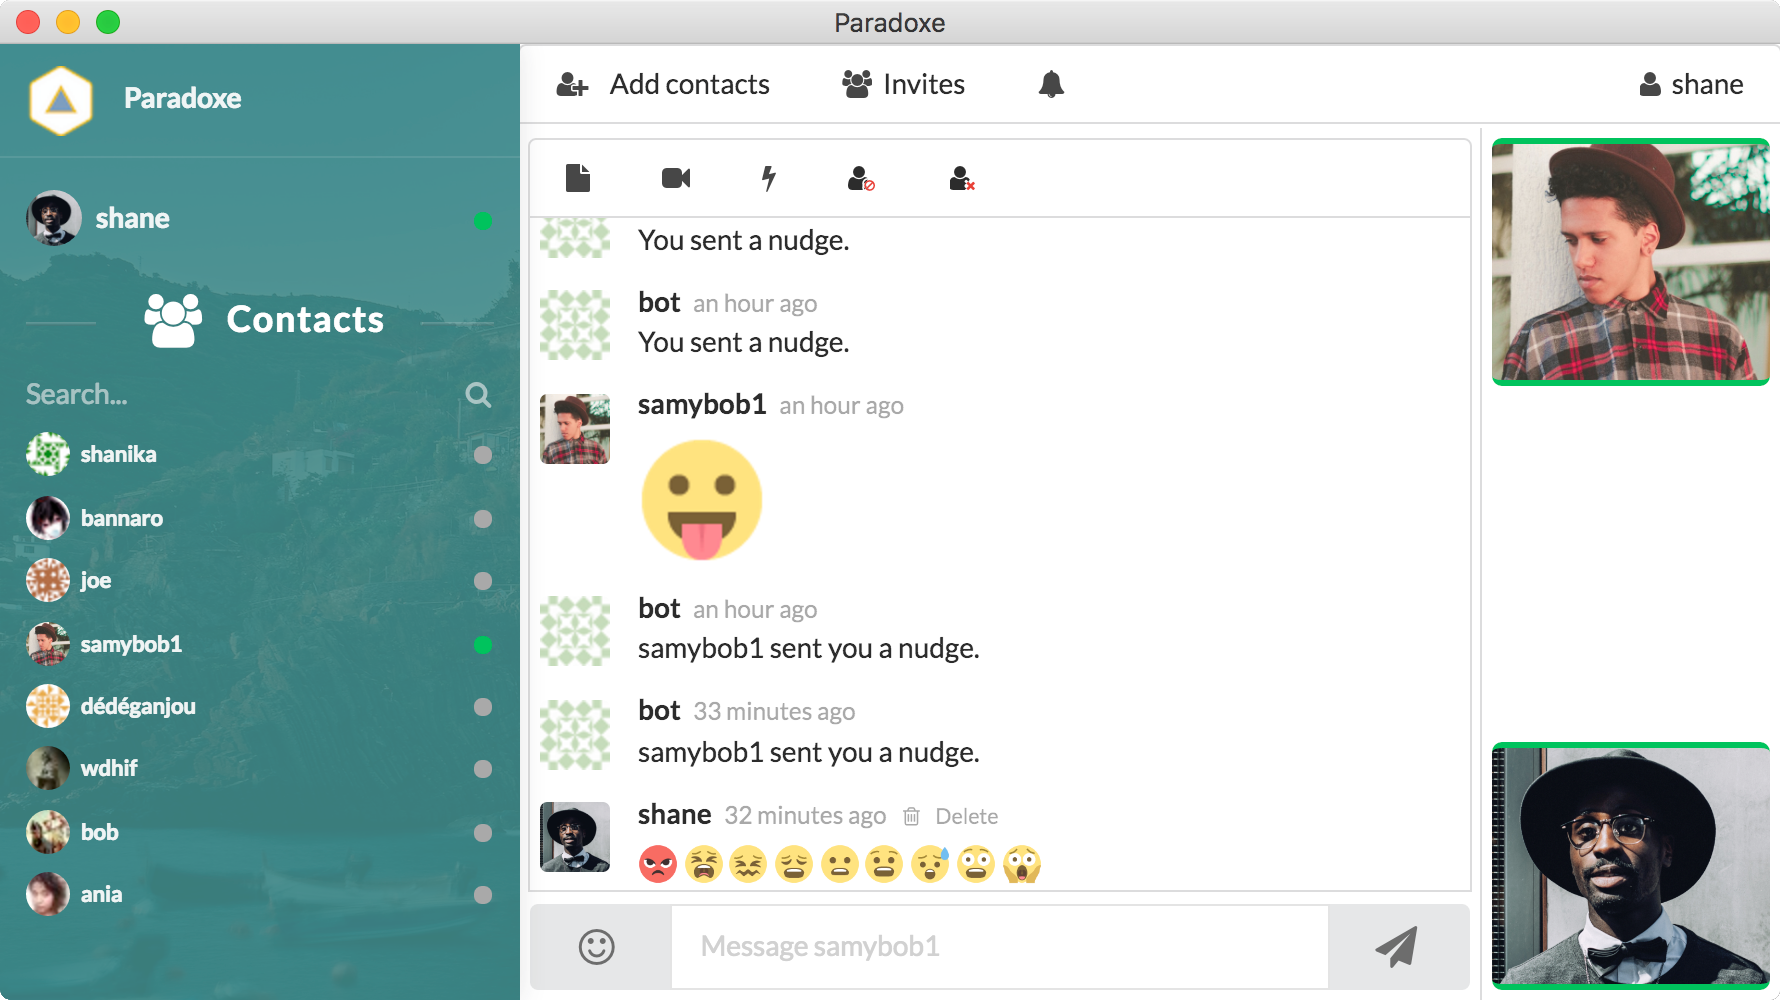 Paradoxe
Paradoxe
shane
Contacts
Search...
shanika
bannaro
joe
samybob1
dédéganjou
wdhif
bob
ania
Add contacts
Invites
shane
You sent a nudge.
bot an hour ago
You sent a nudge.
samybob1 an hour ago
bot an hour ago
samybob1 sent you a nudge.
bot 33 minutes ago
samybob1 sent you a nudge.
shane 32 minutes ago Delete
Message samybob1